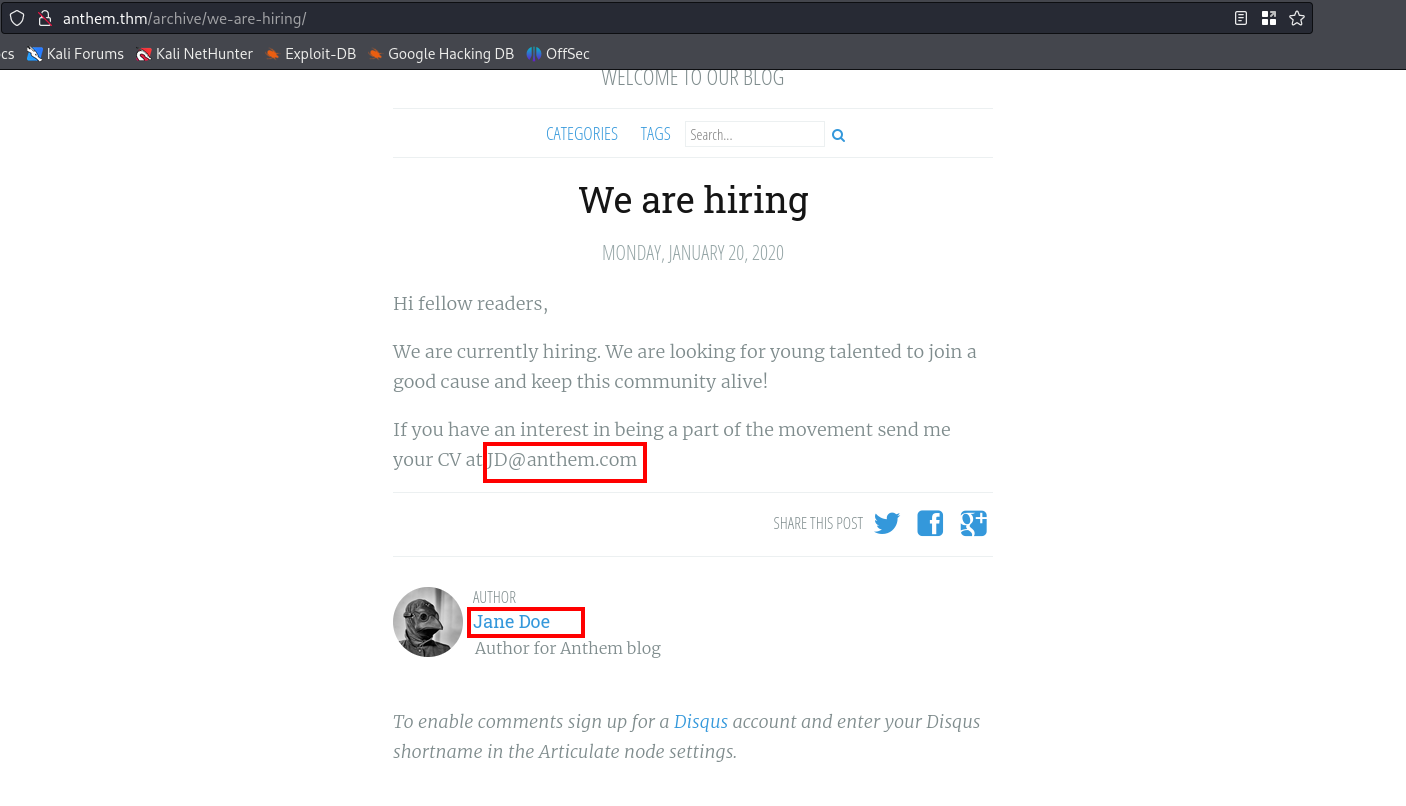 anthem.thm/archive/we-are-hiring/
cs Kali Forums Kali NetHunter Exploit-DB Google Hacking DB OffSec
WELCOME TO OUR BLOG
CATEGORIES TAGS Search...
We are hiring
MONDAY, JANUARY 20, 2020
Hi fellow readers,
We are currently hiring. We are looking for young talented to join a
good cause and keep this community alive!
If you have an interest in being a part of the movement send me
your CV at JD@anthem.com
SHARE THIS POST
AUTHOR
Jane Doe
Author for Anthem blog
To enable comments sign up for a Disqus account and enter your Disqus
shortname in the Articulate node settings.